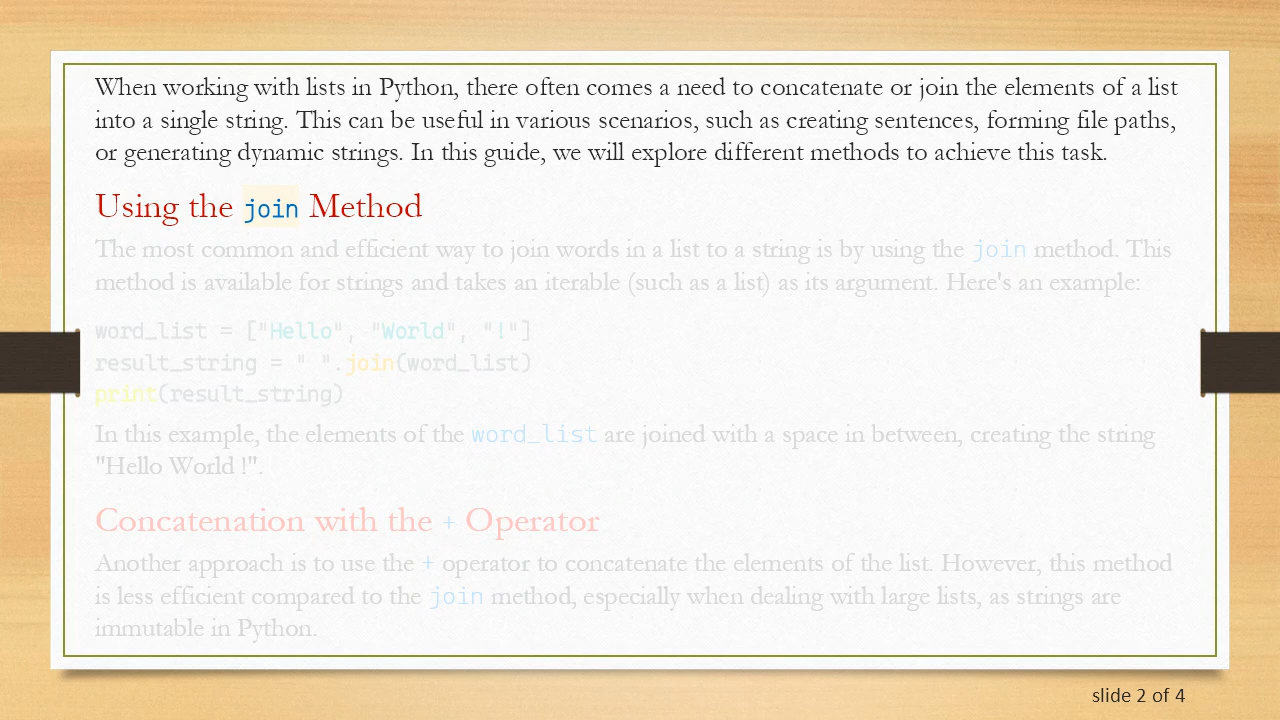 When working with lists in Python, there often comes a need to concatenate or join the elements of a list
into a single string. This can be useful in various scenarios, such as creating sentences, forming file paths,
or generating dynamic strings. In this guide, we will explore different methods to achieve this task.
Using the join Method
The most common and efficient way to join words in a list to a string is by using the join method. This
method is available for strings and takes an iterable (such as a list) as its argument. Here's an example:
word_list = ["Hello", "World", "!"]
result_string = " ".join(word_list)
print(result_string)
In this example, the elements of the word_list are joined with a space in between, creating the string
"Hello World !".
Concatenation with the + Operator
Another approach is to use the + operator to concatenate the elements of the list. However, this method
is less efficient compared to the join method, especially when dealing with large lists, as strings are
immutable in Python.
slide 2 of 4